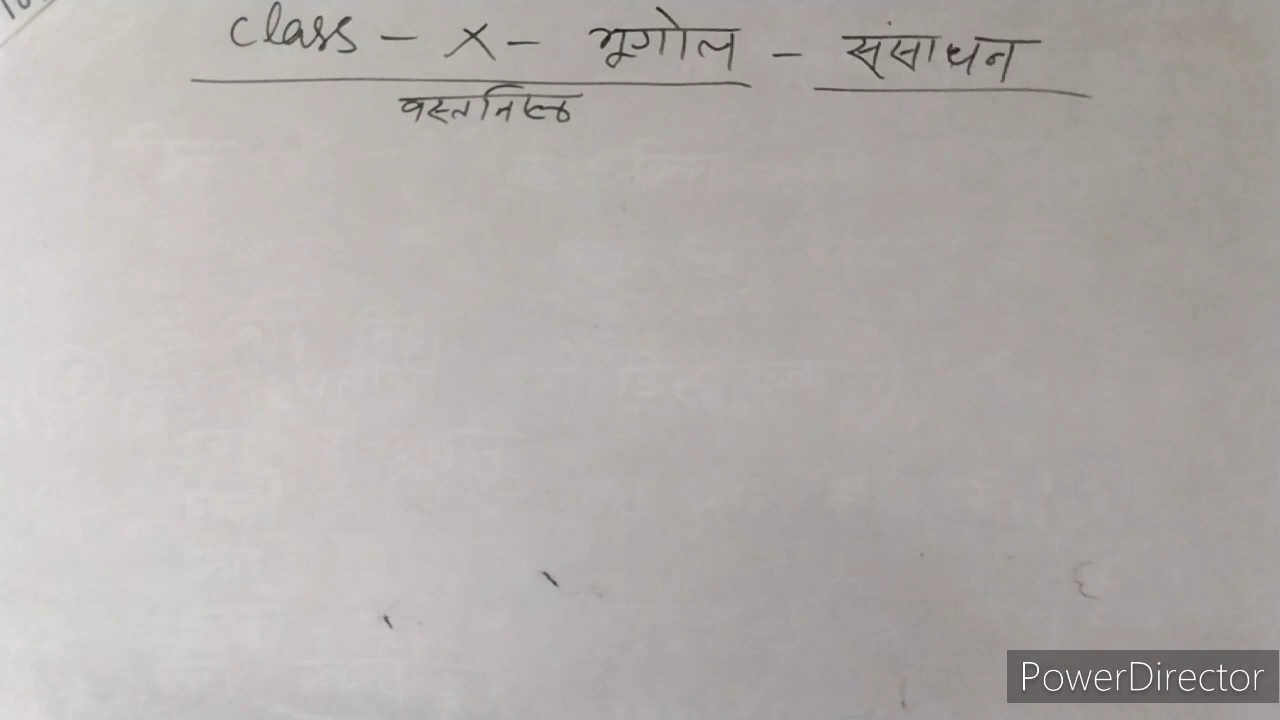 Class - X - भूगोल - संसाधन
वस्तुनिष्ठ
PowerDirector